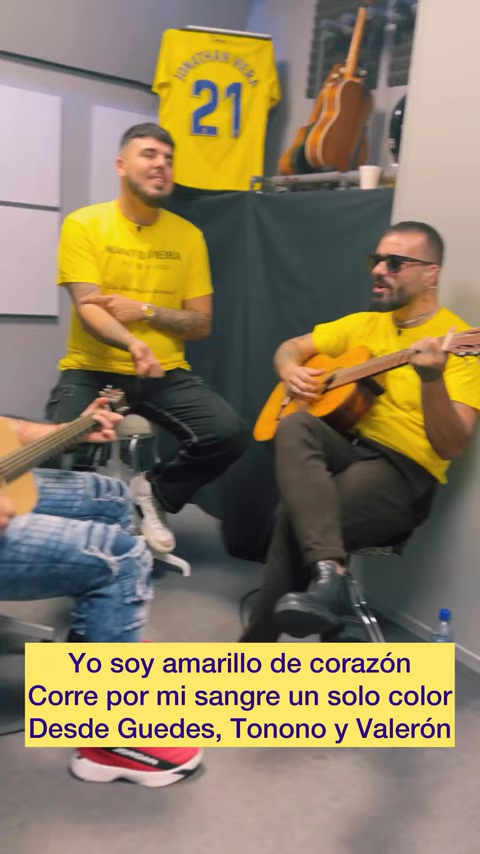 JONATHAN VIERA
21
Yo soy amarillo de corazón
Corre por mi sangre un solo color
Desde Guedes, Tonono y Valerón